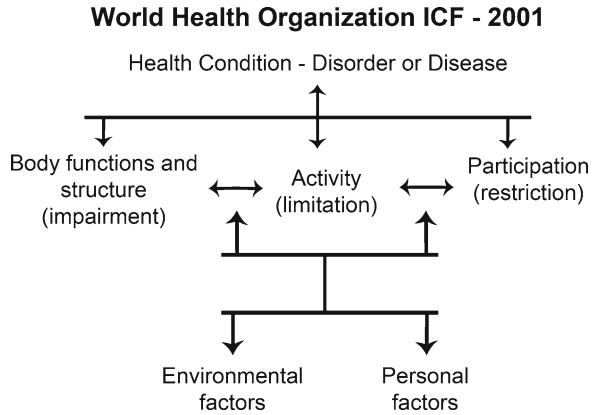 World Health Organization ICF - 2001
Health Condition - Disorder or Disease
Body functions and
structure
(impairment)
Activity
(limitation)
Participation
(restriction)
Environmental
factors
Personal
factors